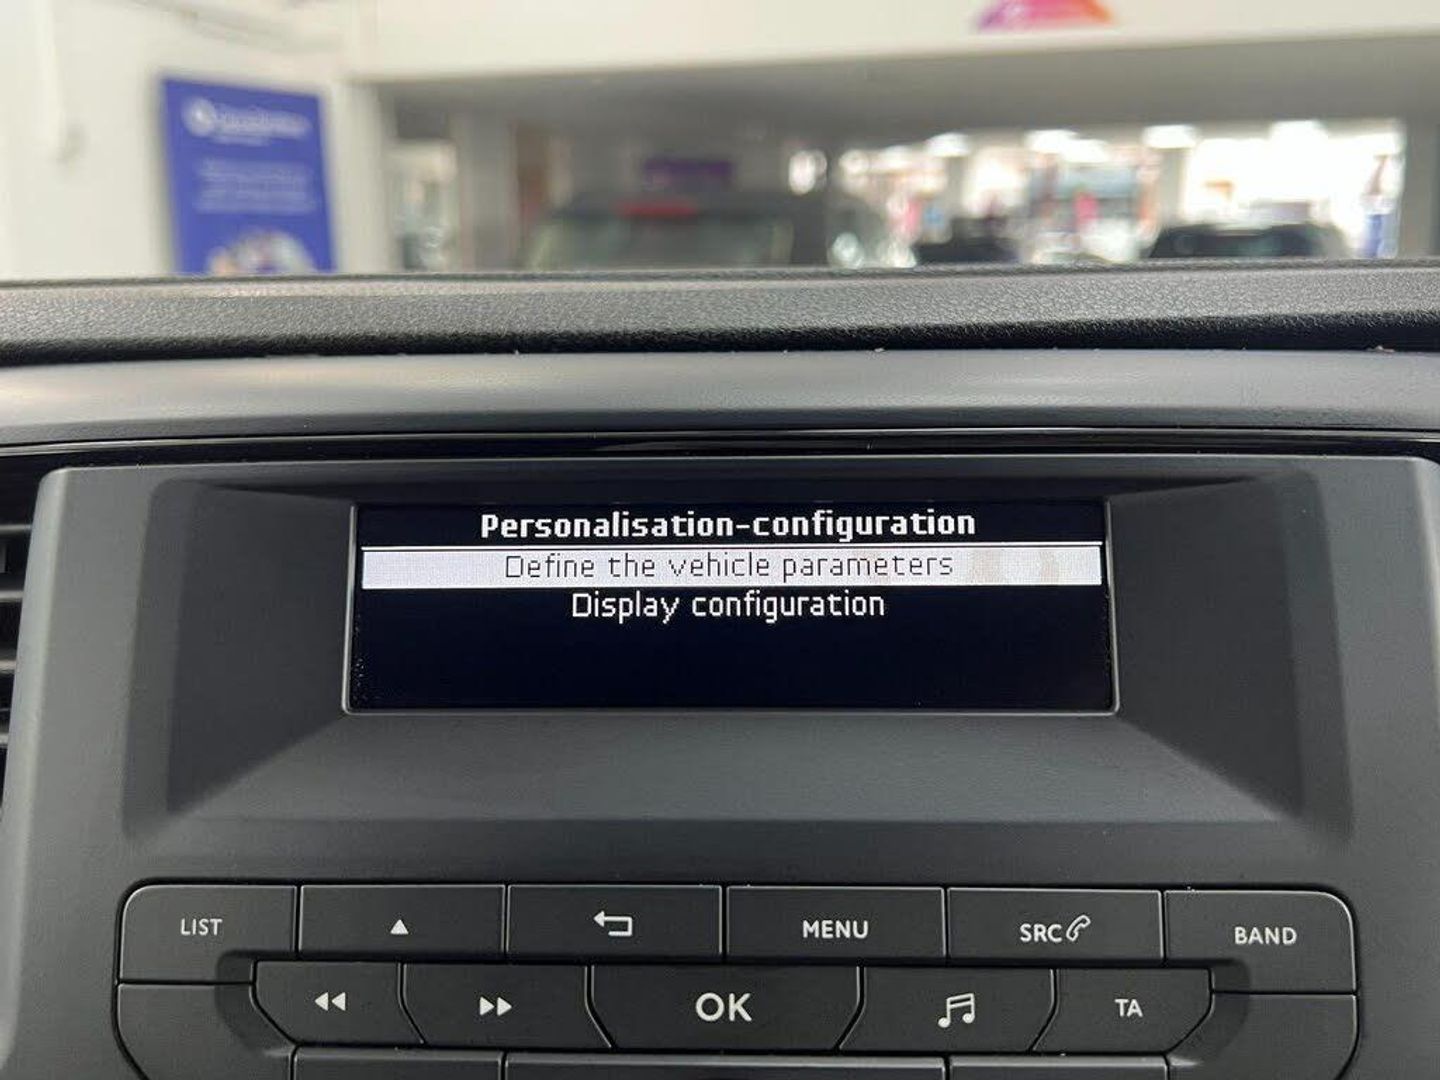 Personalisation-configuration
Define the vehicle parameters
Display configuration
LIST
MENU
SRC
BAND
OK
TA